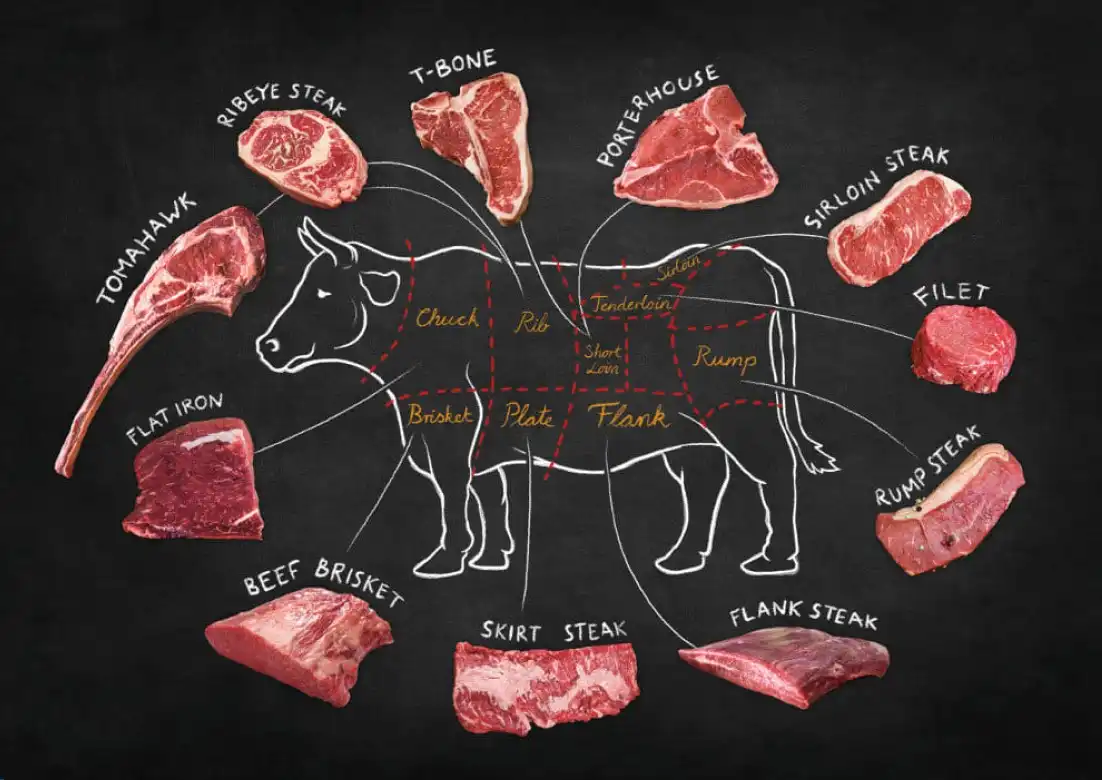 T-BONE
PORTERHOUSE
RIBEYE STEAK
SIRLOIN STEAK
TOMAHAWK
FILET
Sirloin
Tenderloin
Chuck
Rib
Short
Loin
Rump
Brisket
Plate
Flank
FLAT IRON
RUMP STEAK
BEEF BRISKET
SKIRT STEAK
FLANK STEAK